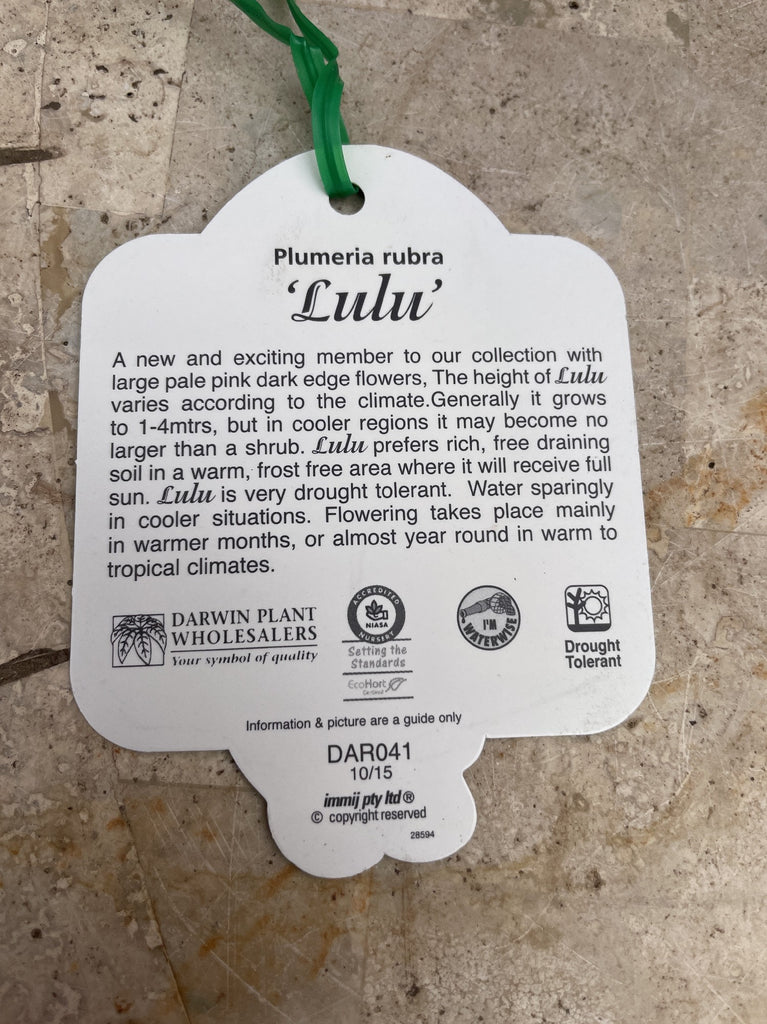 Plumeria rubra
'Lulu'
A new and exciting member to our collection with
large pale pink dark edge flowers, The height of Lulu
varies according to the climate.Generally it grows
to 1-4mtrs, but in cooler regions it may become no
larger than a shrub. Lulu prefers rich, free draining
soil in a warm, frost free area where it will receive full
sun. Lulu is very drought tolerant. Water sparingly
in cooler situations. Flowering takes place mainly
in warmer months, or almost year round in warm to
tropical climates.
DARWIN PLANT
WHOLESALERS
Your symbol of quality
ACCREDITED
NIASA
NURSERY
Setting the
Standards
EcoHort
Certified
I'M
WATERWISE
Drought
Tolerant
Information & picture are a guide only
DAR041
10/15
immij pty ltd®
© copyright reserved
28594